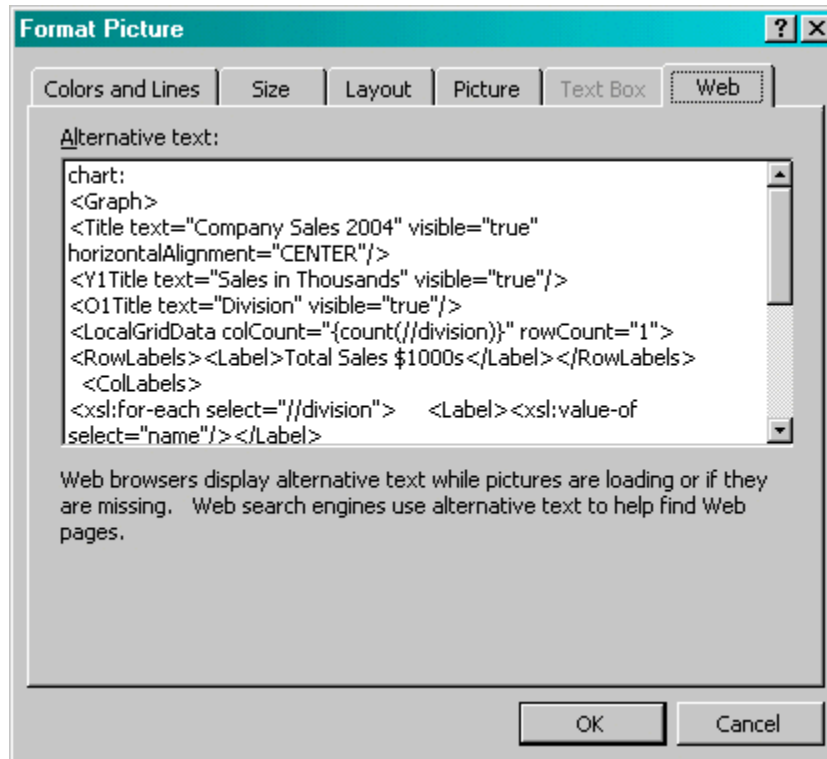 Format Picture
Colors and Lines Size Layout Picture Text Box Web
Alternative text:
chart:
<Graph>
<Title text="Company Sales 2004" visible="true"
horizontalAlignment="CENTER"/>
<Y1Title text="Sales in Thousands" visible="true"/>
<O1Title text="Division" visible="true"/>
<LocalGridData colCount="{count(//division)}" rowCount="1">
<RowLabels><Label>Total Sales $1000s</Label></RowLabels>
<ColLabels>
<xsl:for-each select="//division"> <Label><xsl:value-of
select="name"/></Label>
Web browsers display alternative text while pictures are loading or if they
are missing. Web search engines use alternative text to help find Web
pages.
OK Cancel